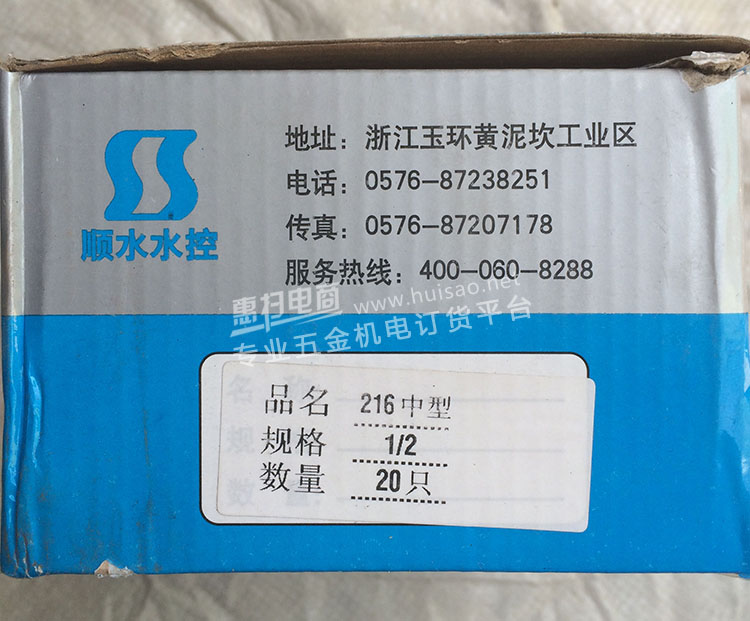 地址：浙江玉环黄泥坎工业区
电话：0576-87238251
传真：0576-87207178
服务热线：400-060-8288
顺水水控
惠扫电商 www.huisao.net
专业五金机电订货平台
品名 216中型
规格 1/2
数量 20只